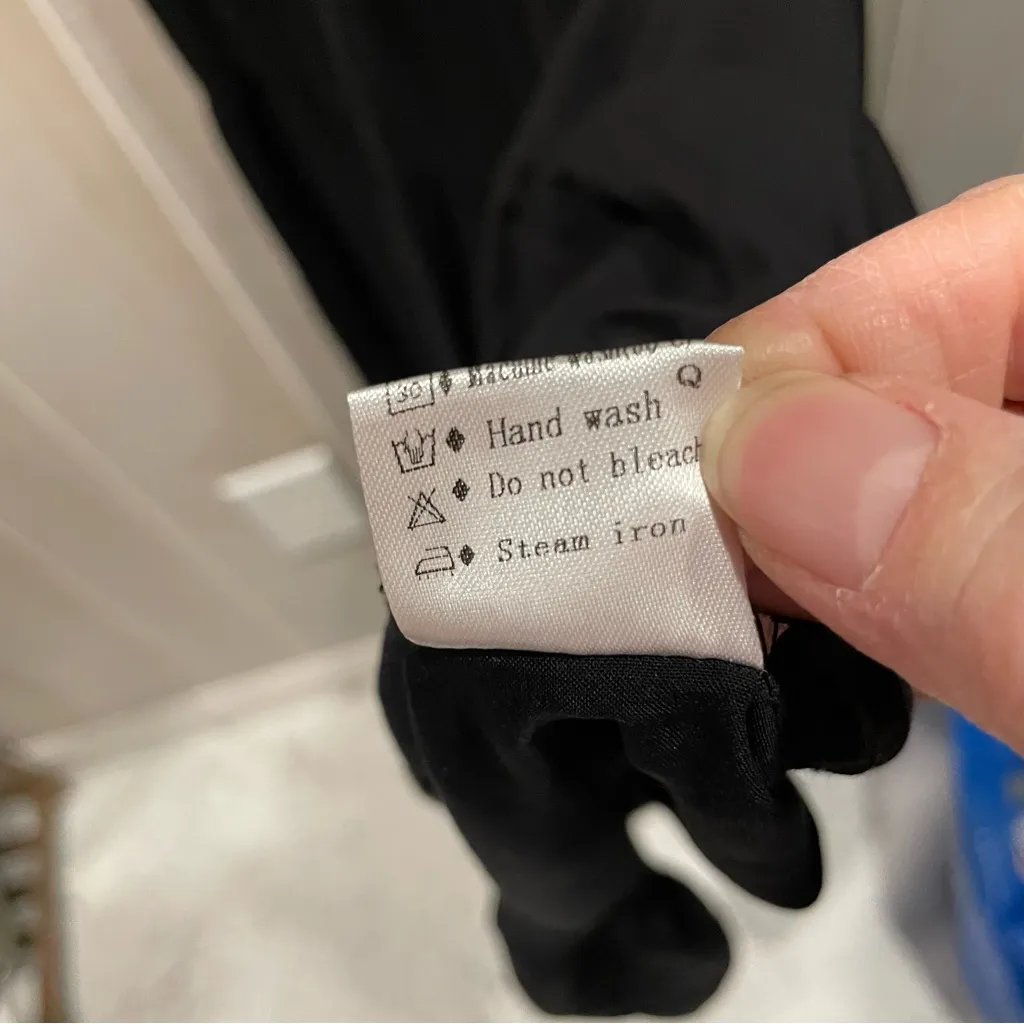 30
Q
Hand wash
Do not bleach
Steam iron